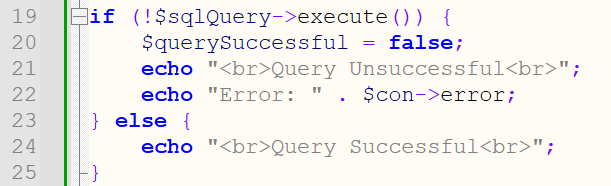 19 if (!$sqlQuery->execute()) {
20 $querySuccessful = false;
21 echo "<br>Query Unsuccessful<br>";
22 echo "Error: " . $con->error;
23 } else {
24 echo "<br>Query Successful<br>";
25 }